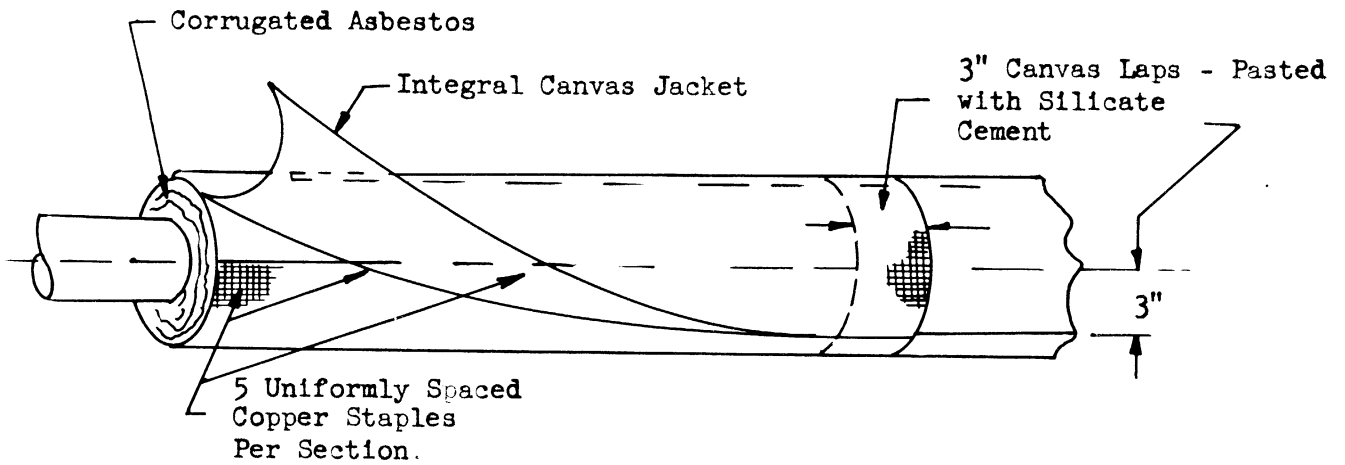 Corrugated Asbestos
Integral Canvas Jacket
3" Canvas Laps - Pasted
with Silicate
Cement
3"
5 Uniformly Spaced
Copper Staples
Per Section.